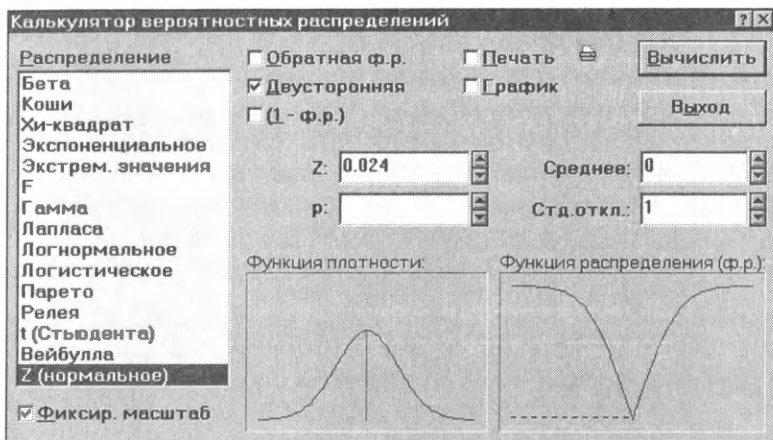 Калькулятор вероятностных распределений
Распределение
Бета
Коши
Хи-квадрат
Экспоненциальное
Экстрем. значения
F
Гамма
Лапласа
Логнормальное
Логистическое
Парето
Релея
t (Стьюдента)
Вейбулла
Z (нормальное)
Фиксир. масштаб
Обратная ф.р.
Двусторонняя
(1 - ф.р.)
Печать
График
Вычислить
Выход
Z: 0.024
p:
Среднее: 0
Стд.откл.: 1
Функция плотности:
Функция распределения (ф.р.):